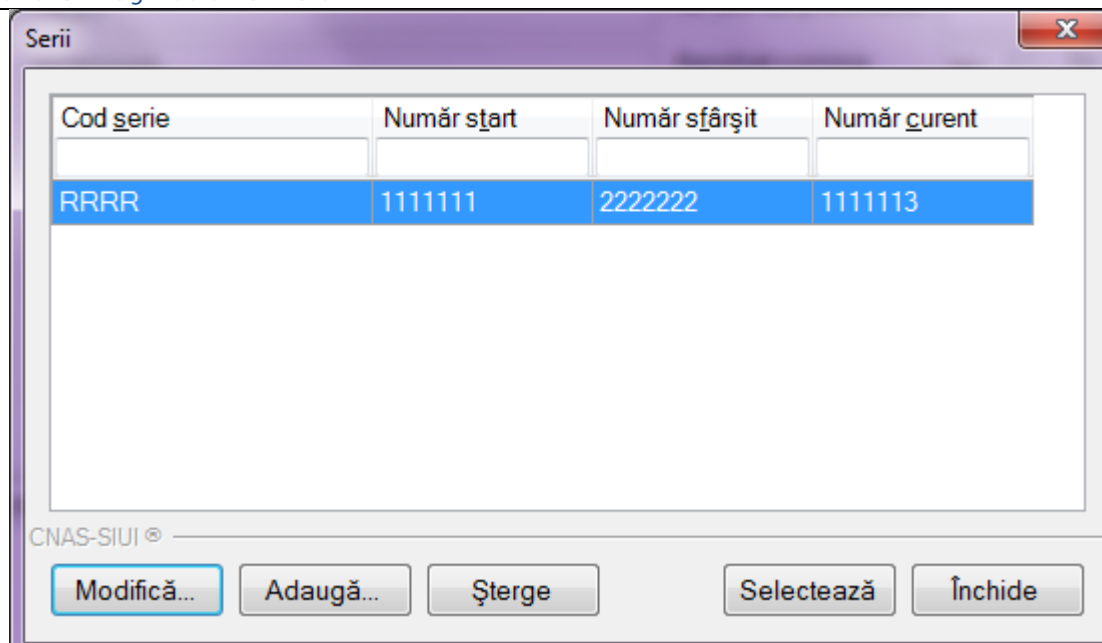 Serii
x
Cod serie Număr start Număr sfârşit Număr curent
RRRR 1111111 2222222 1111113
CNAS-SIUI ®
Modifică... Adaugă... Şterge Selectează Închide